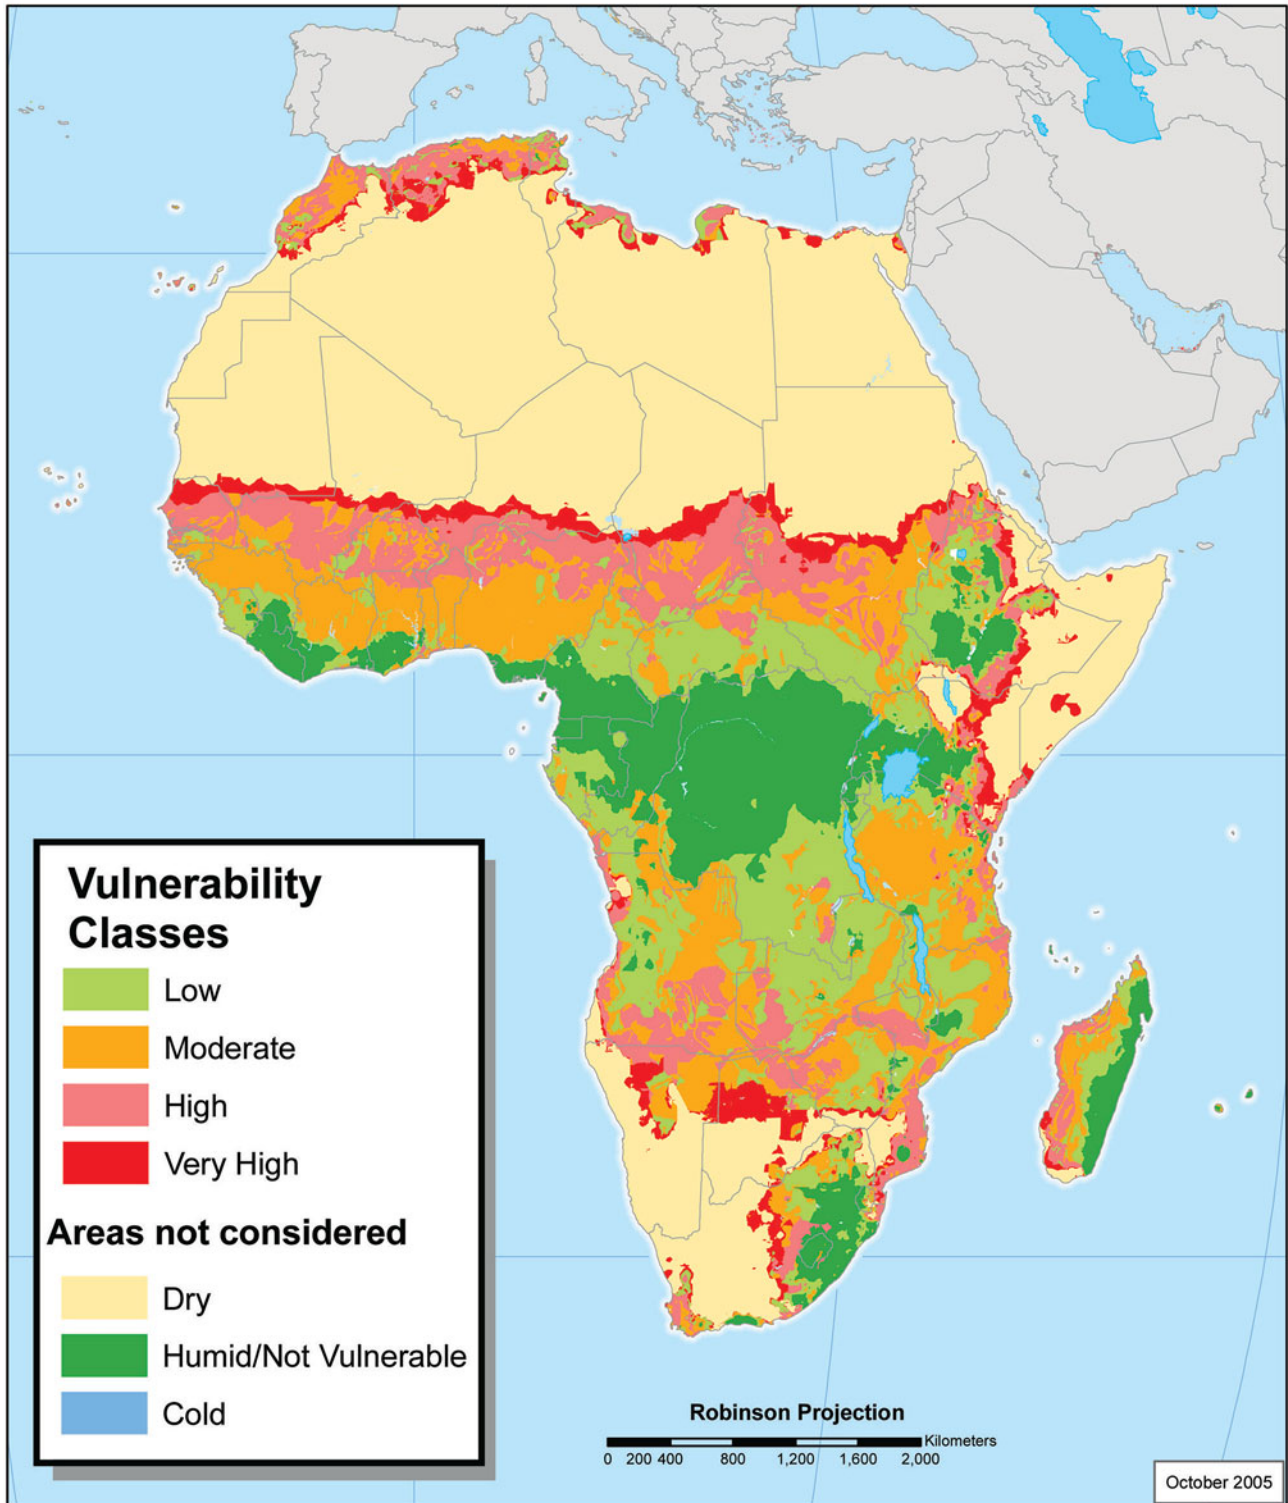 Vulnerability
Classes
Low
Moderate
High
Very High
Areas not considered
Dry
Humid/Not Vulnerable
Cold
Robinson Projection
Kilometers
0 200 400 800 1,200 1,600 2,000
October 2005